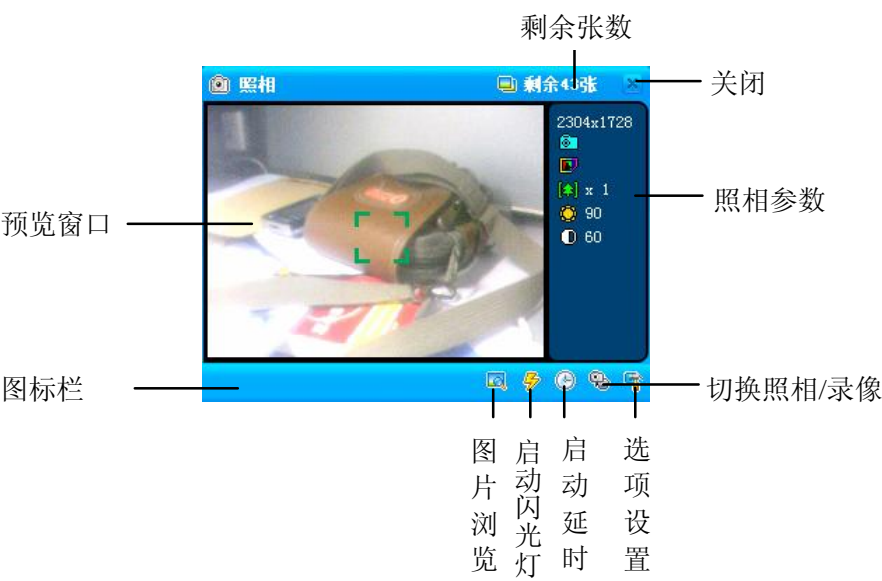 剩余张数
照相
剩余43张
关闭
2304x1728
x 1
90
60
照相参数
预览窗口
图标栏
切换照相/录像
图片浏览
启动闪光灯
启动延时
选项设置